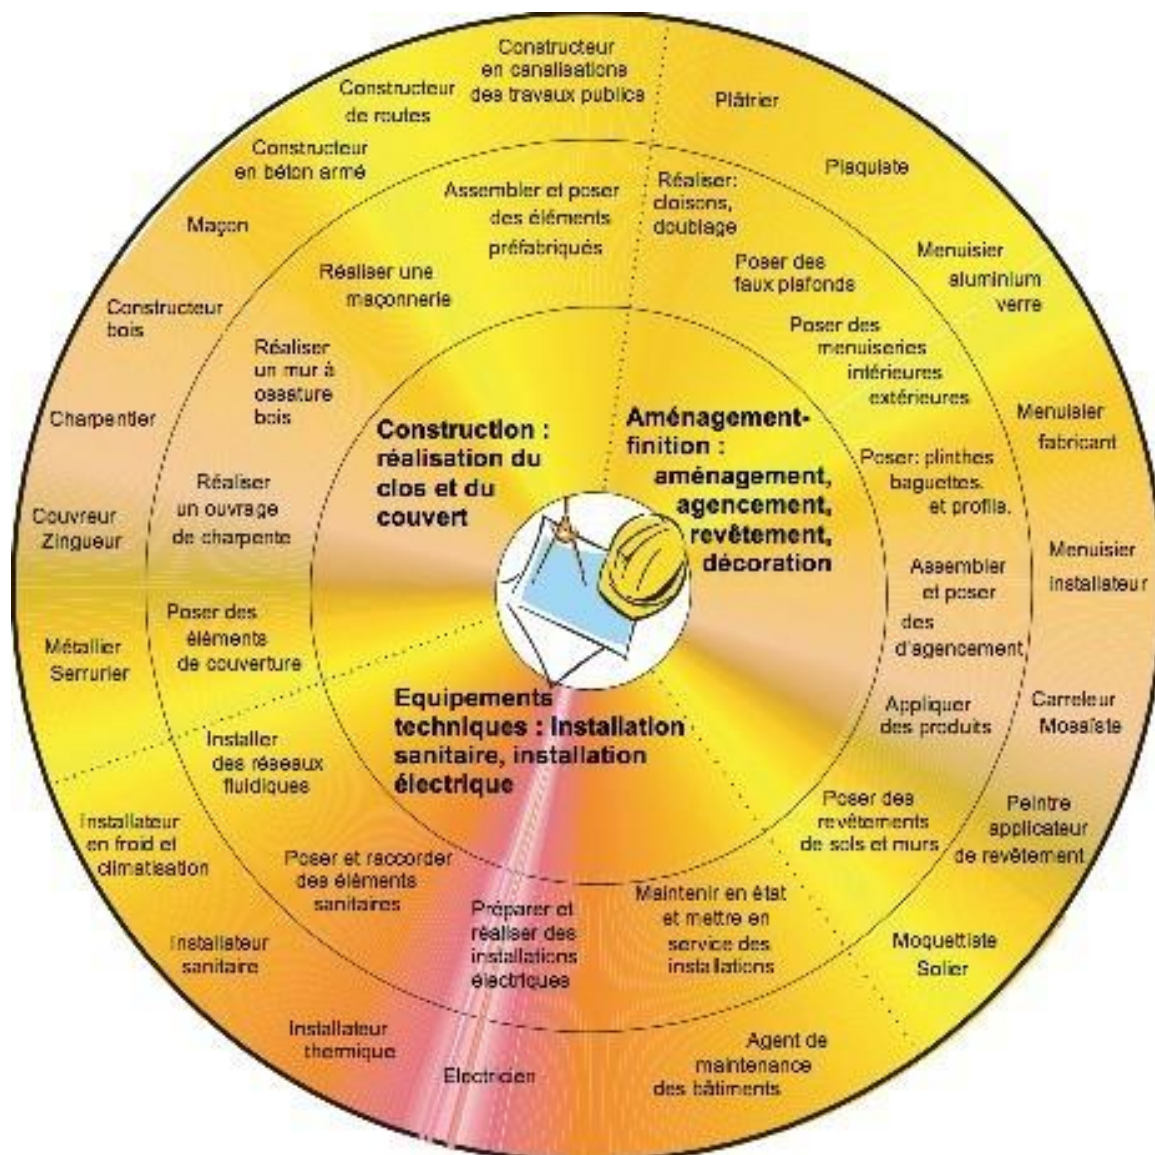 Constructeur
en canalisations
des travaux publics
Constructeur
de routes
Constructeur
en béton armé
Maçon
Constructeur
bois
Charpentier
Couvreur
Zingueur
Métallier
Serrurier
Assembler et poser
des éléments
préfabriqués
Réaliser une
maçonnerie
Réaliser
un mur à
ossature
bois
Réaliser
un ouvrage
de charpente
Poser des
éléments
de couverture
Construction :
réalisation du
clos et du
couvert
Plâtrier
Plaquiste
Menuisier
aluminium
verre
Menuisier
fabricant
Menuisier
installateur
Carreleur
Mosaïste
Peintre
applicateur
de revêtement
Moquettiste
Solier
Réaliser:
cloisons,
doublage
Poser des
faux plafonds
Poser des
menuiseries
intérieures
extérieures
Poser: plinthes
baguettes.
et profils.
Assembler
et poser
des
d'agencement
Appliquer
des produits
Poser des
revêtements
de sols et murs
Aménagement-
finition :
aménagement,
agencement,
revêtement,
décoration
Equipements
techniques : Installation
sanitaire, installation
électrique
Installer
des réseaux
fluidiques
Poser et raccorder
des éléments
sanitaires
Préparer et
réaliser des
installations
électriques
Maintenir en état
et mettre en
service des
installations
Installateur
en froid et
climatisation
Installateur
sanitaire
Installateur
thermique
Electricien
Agent de
maintenance
des bâtiments